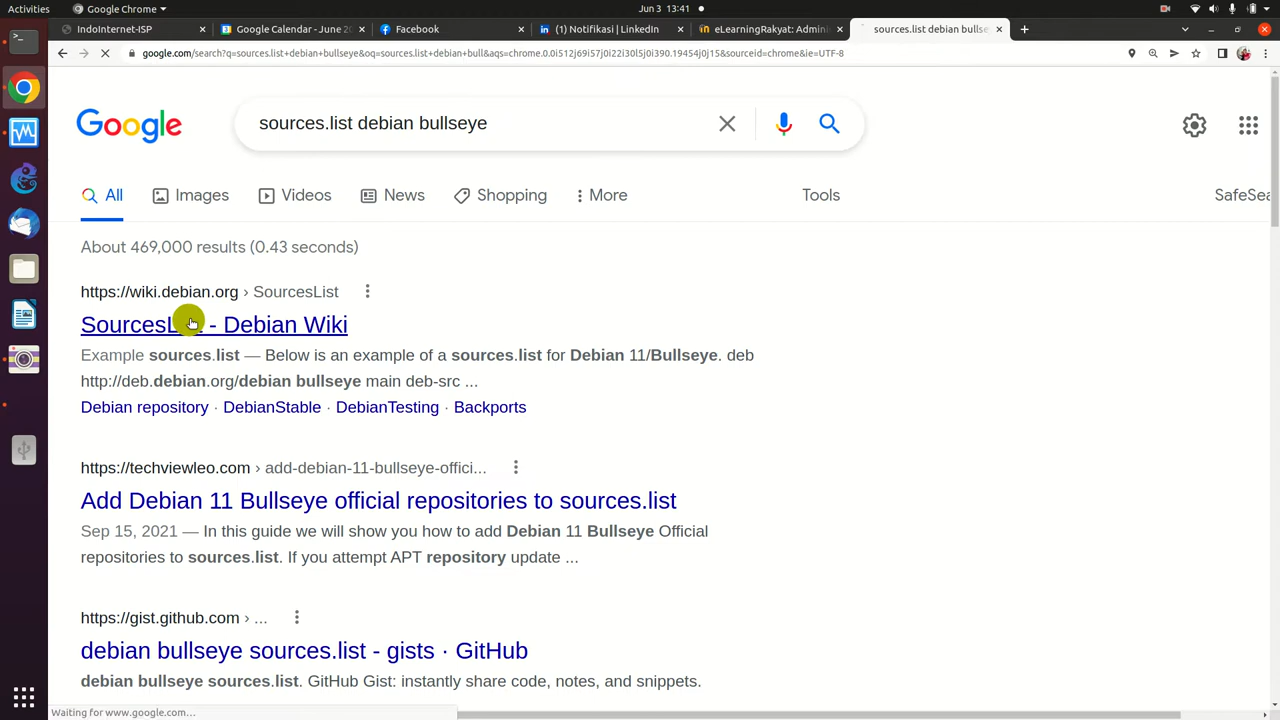 Activities
Google Chrome
Jun 3 13:41
IndoInternet-ISP
Google Calendar - June 20
Facebook
(1) Notifikasi | LinkedIn
eLearningRakyat: Admini
sources.list debian bullse
google.com/search?q=sources.list+debian+bullseye&oq=sources.list+debian+bull&aqs=chrome.0.0i512j69i57j0i22i30l5j0i390.19454j0j15&sourceid=chrome&ie=UTF-8
Google
sources.list debian bullseye
All
Images
Videos
News
Shopping
More
Tools
SafeSea
About 469,000 results (0.43 seconds)
https://wiki.debian.org › SourcesList
SourcesList - Debian Wiki
Example sources.list — Below is an example of a sources.list for Debian 11/Bullseye. deb
http://deb.debian.org/debian bullseye main deb-src ...
Debian repository · DebianStable · DebianTesting · Backports
https://techviewleo.com › add-debian-11-bullseye-offici...
Add Debian 11 Bullseye official repositories to sources.list
Sep 15, 2021 — In this guide we will show you how to add Debian 11 Bullseye Official
repositories to sources.list. If you attempt APT repository update ...
https://gist.github.com › ...
debian bullseye sources.list - gists · GitHub
debian bullseye sources.list. GitHub Gist: instantly share code, notes, and snippets.
Waiting for www.google.com...